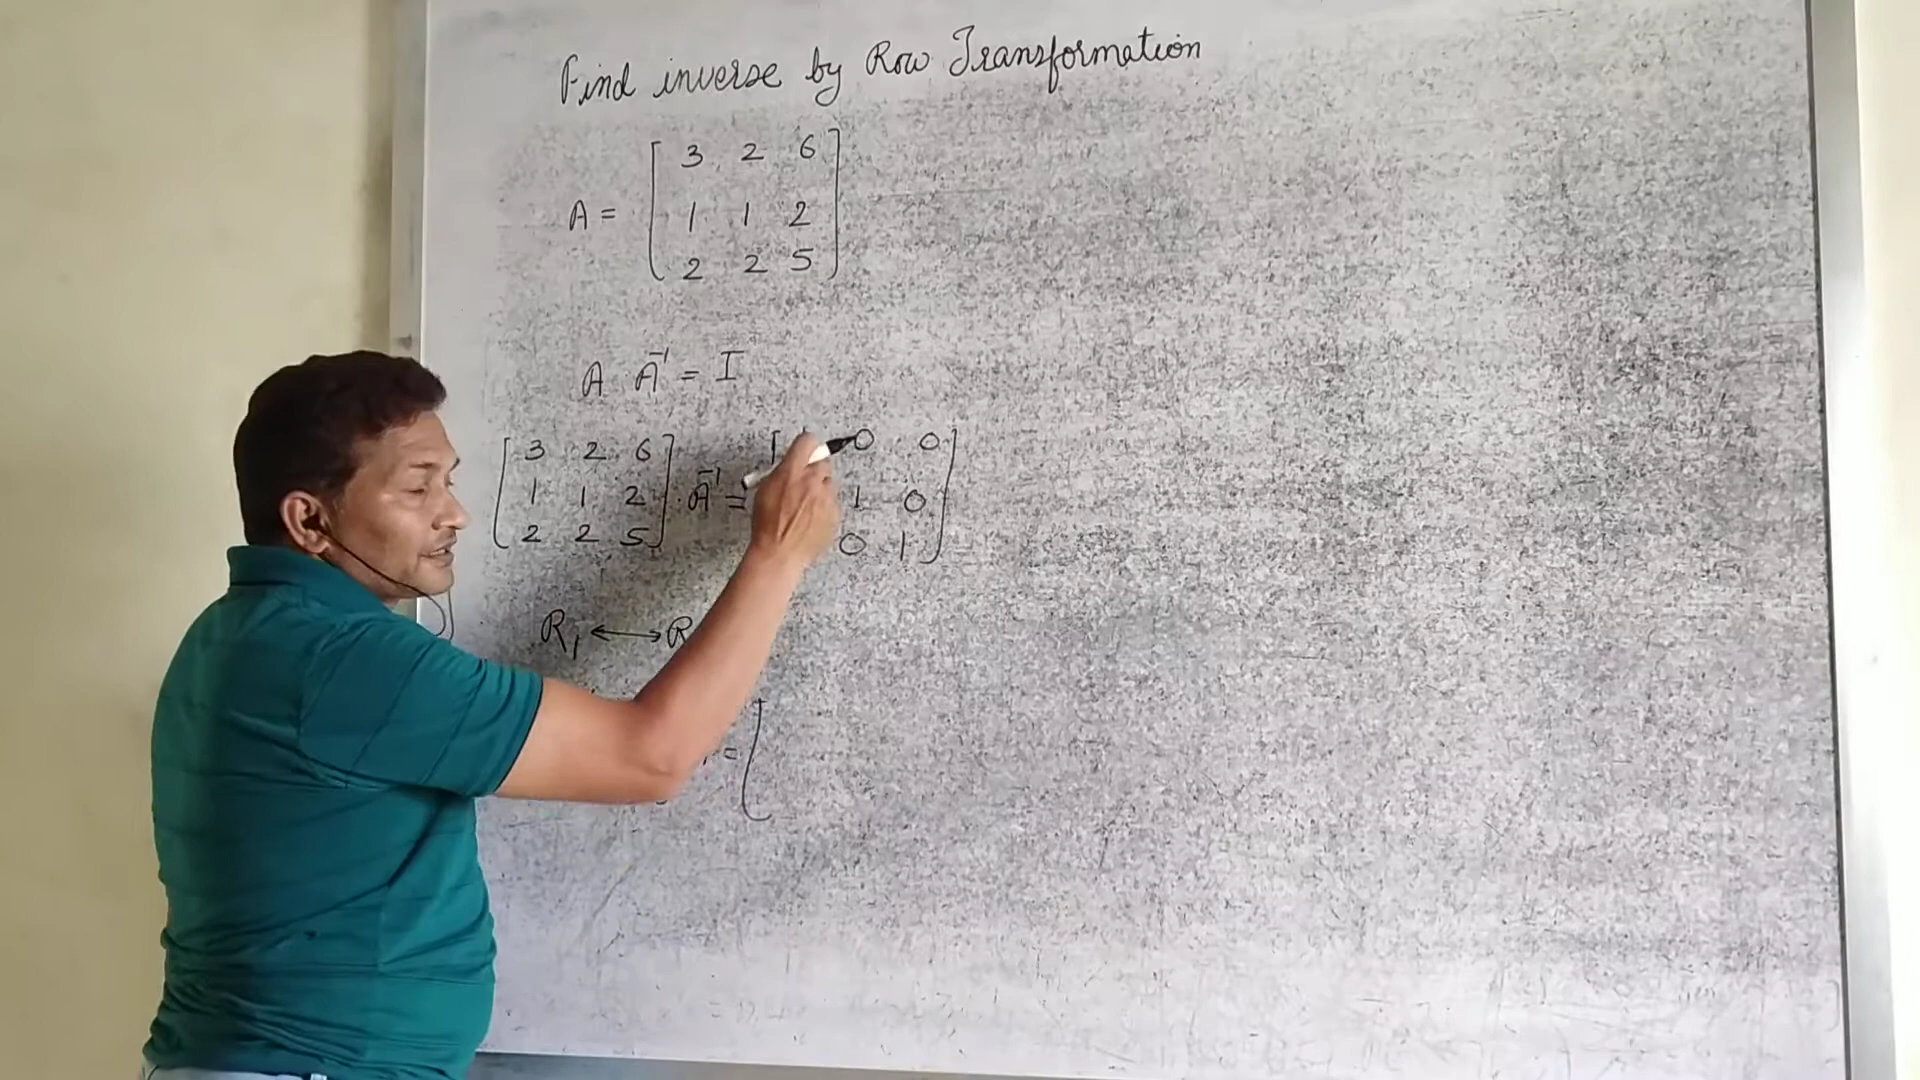 Find inverse by Row Transformation
3 2 6
A = 1 1 2
2 2 5
A A⁻¹ = I
3 2 6 0 0
1 1 2 . A⁻¹ = 1 0
2 2 5 0 1
R₁ ⟷ R
=